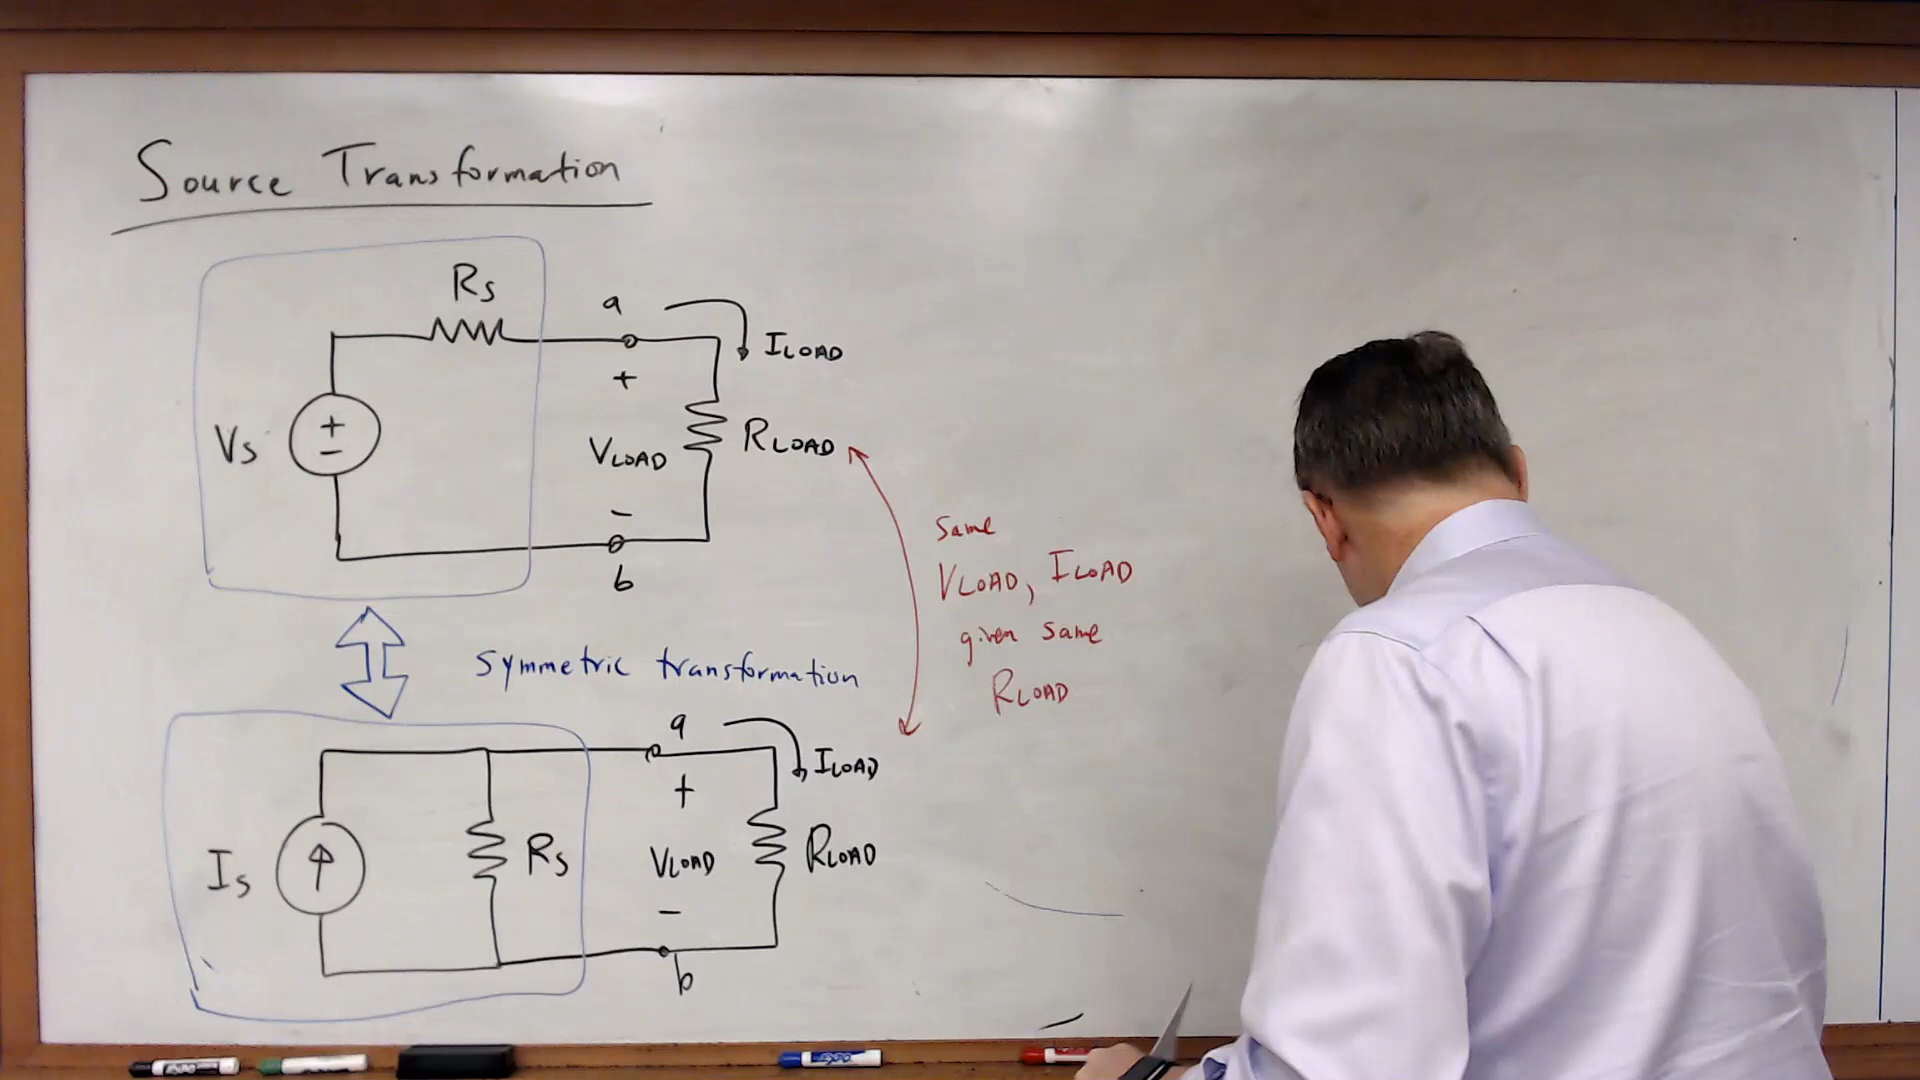 Source Transformation
Rs
a
ILOAD
+
+
-
Vs
VLOAD
RLOAD
-
b
Same
VLOAD, ILOAD
given same
RLOAD
Symmetric transformation
a
ILOAD
+
Is
Rs
VLOAD
RLOAD
-
b